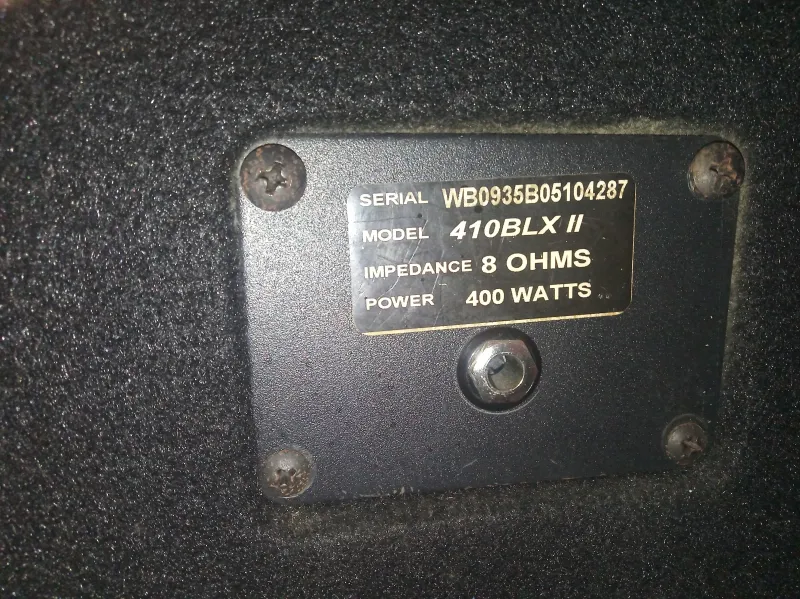 SERIAL WB0935B05104287
MODEL 410BLX II
IMPEDANCE 8 OHMS
POWER 400 WATTS